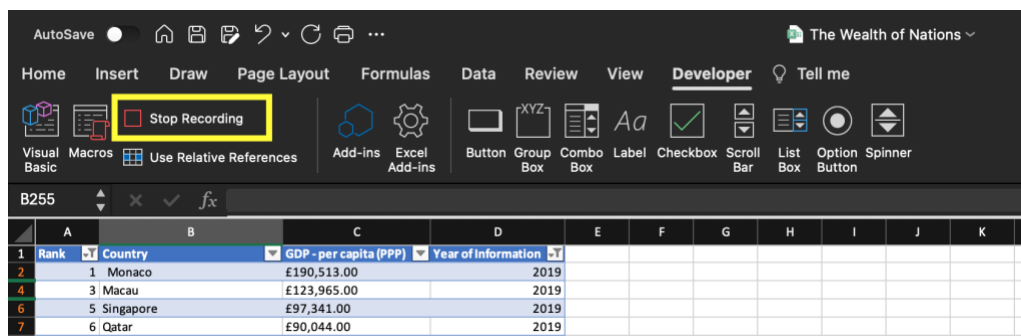 AutoSave The Wealth of Nations
Home Insert Draw Page Layout Formulas Data Review View Developer Tell me
Stop Recording
XYZ Aa
Visual Basic Macros Use Relative References Add-ins Excel Add-ins Button Group Box Combo Box Label Checkbox Scroll Bar List Box Option Button Spinner
B255 fx
A B C D E F G H I J K
1 Rank Country GDP - per capita (PPP) Year of Information
2 1 Monaco £190,513.00 2019
4 3 Macau £123,965.00 2019
6 5 Singapore £97,341.00 2019
7 6 Qatar £90,044.00 2019